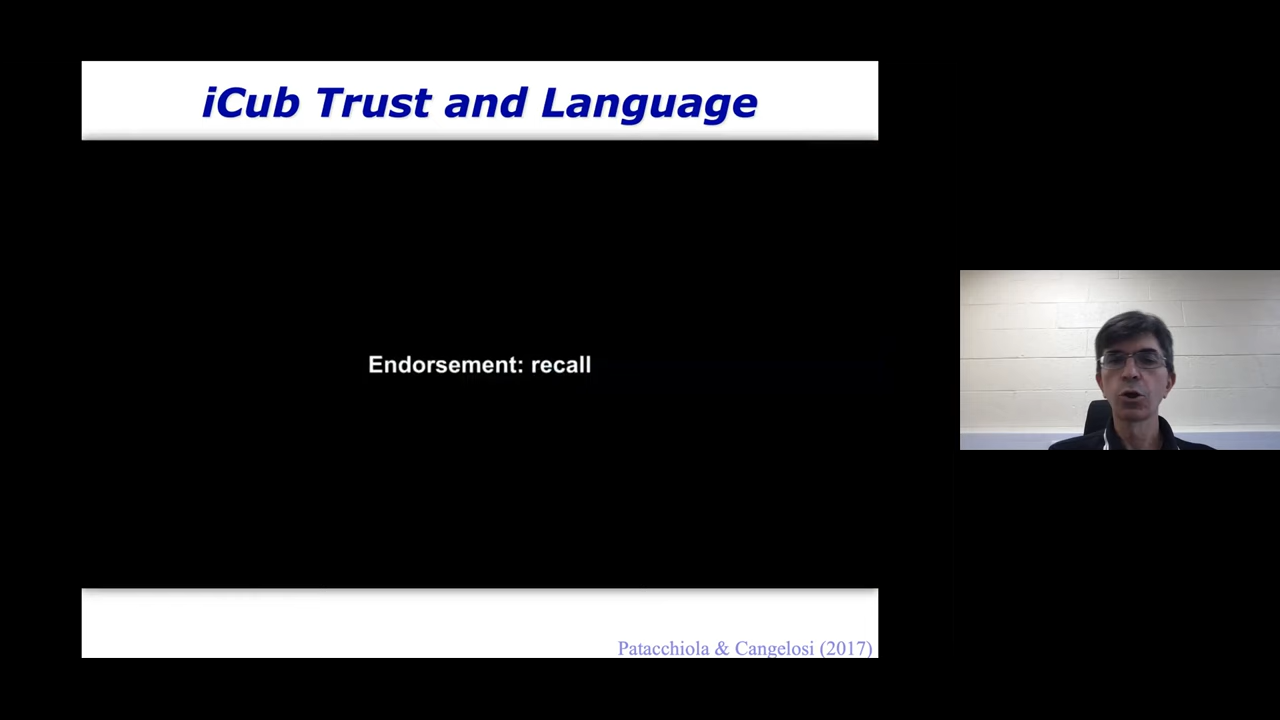 iCub Trust and Language
Endorsement: recall
Patacchiola & Cangelosi (2017)